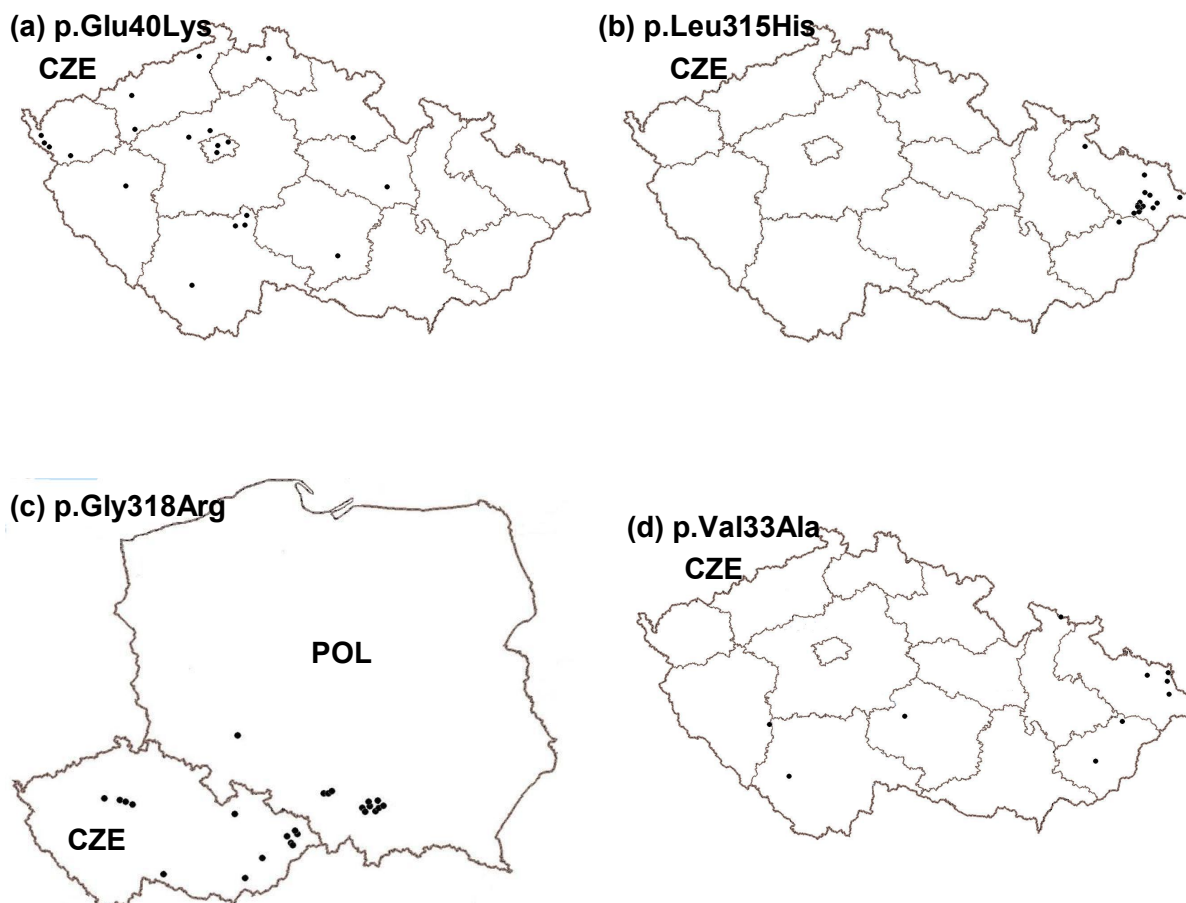 (a) p.Glu40Lys
CZE
(b) p.Leu315His
CZE
(c) p.Gly318Arg
POL
CZE
(d) p.Val33Ala
CZE